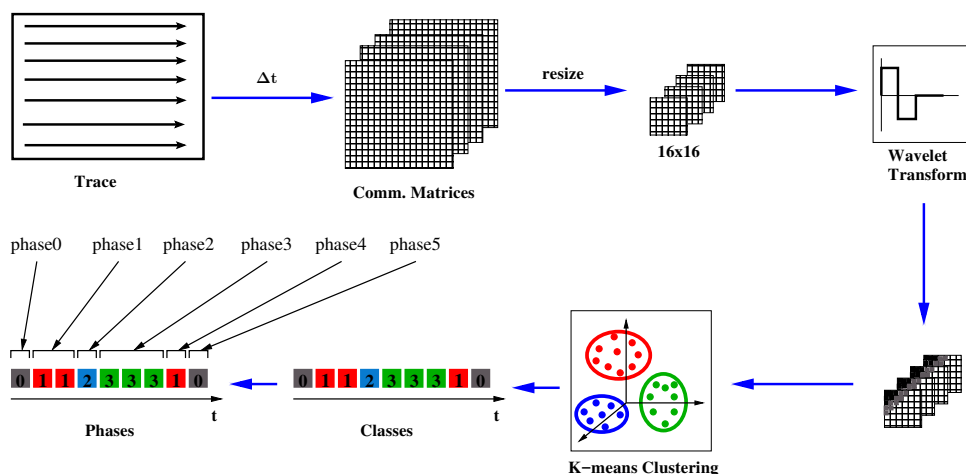 Δt
resize
Trace
Comm. Matrices
16x16
Wavelet
Transform
phase0 phase1 phase2 phase3 phase4 phase5
0 1 1 2 3 3 3 1 0
t
Phases
0 1 1 2 3 3 3 1 0
t
Classes
K−means Clustering